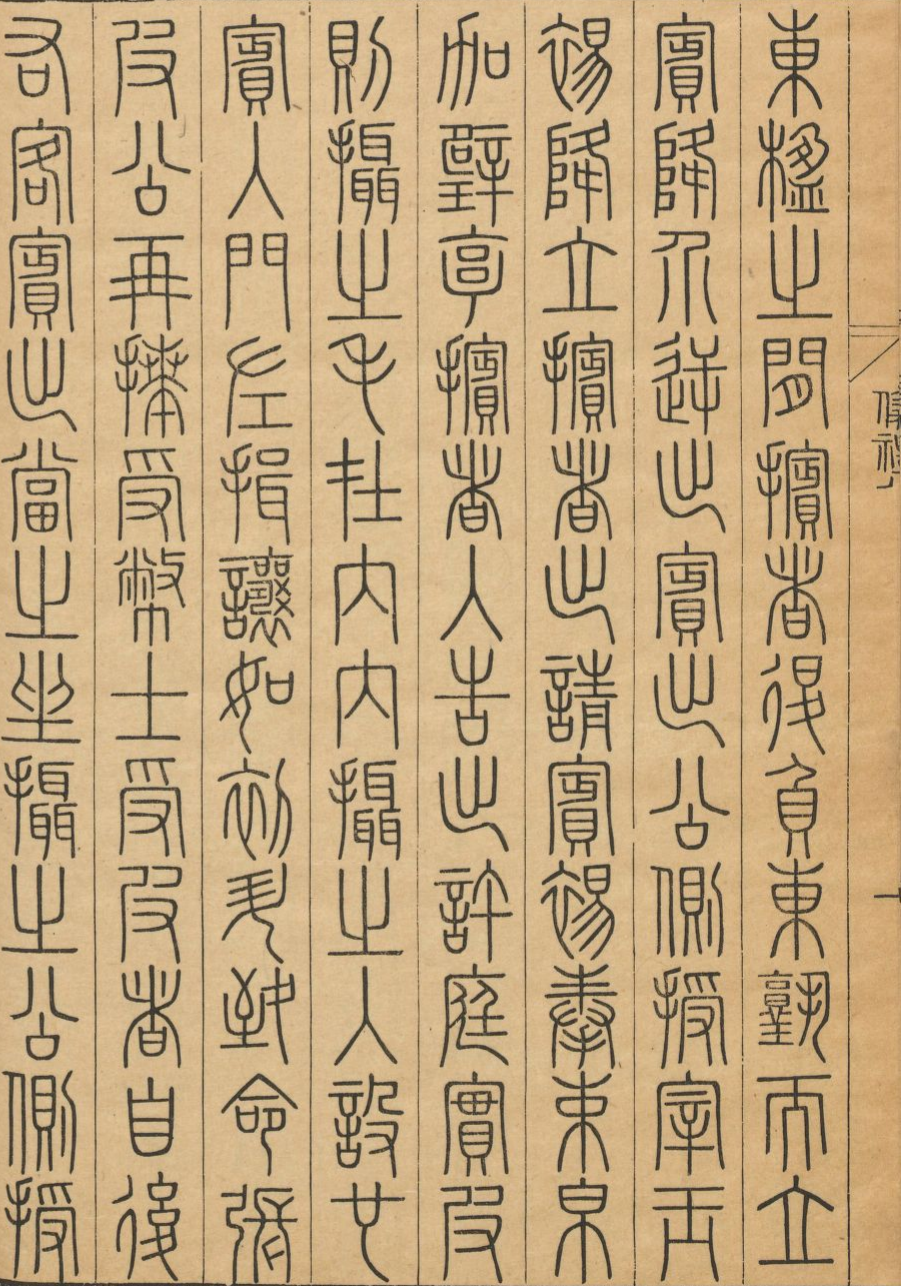 東楹之間擯者退負東塾而立
賓降介逆出賓出公側授宰玉
裼降立擯者出請賓裼奉束帛
加璧享擯者入告出許庭實皮
則攝之毛在內內攝之入設也
賓入門左揖讓如初升致命張
皮公再拜受幣士受皮者自後
右客賓出當之坐攝之公側授
儀禮